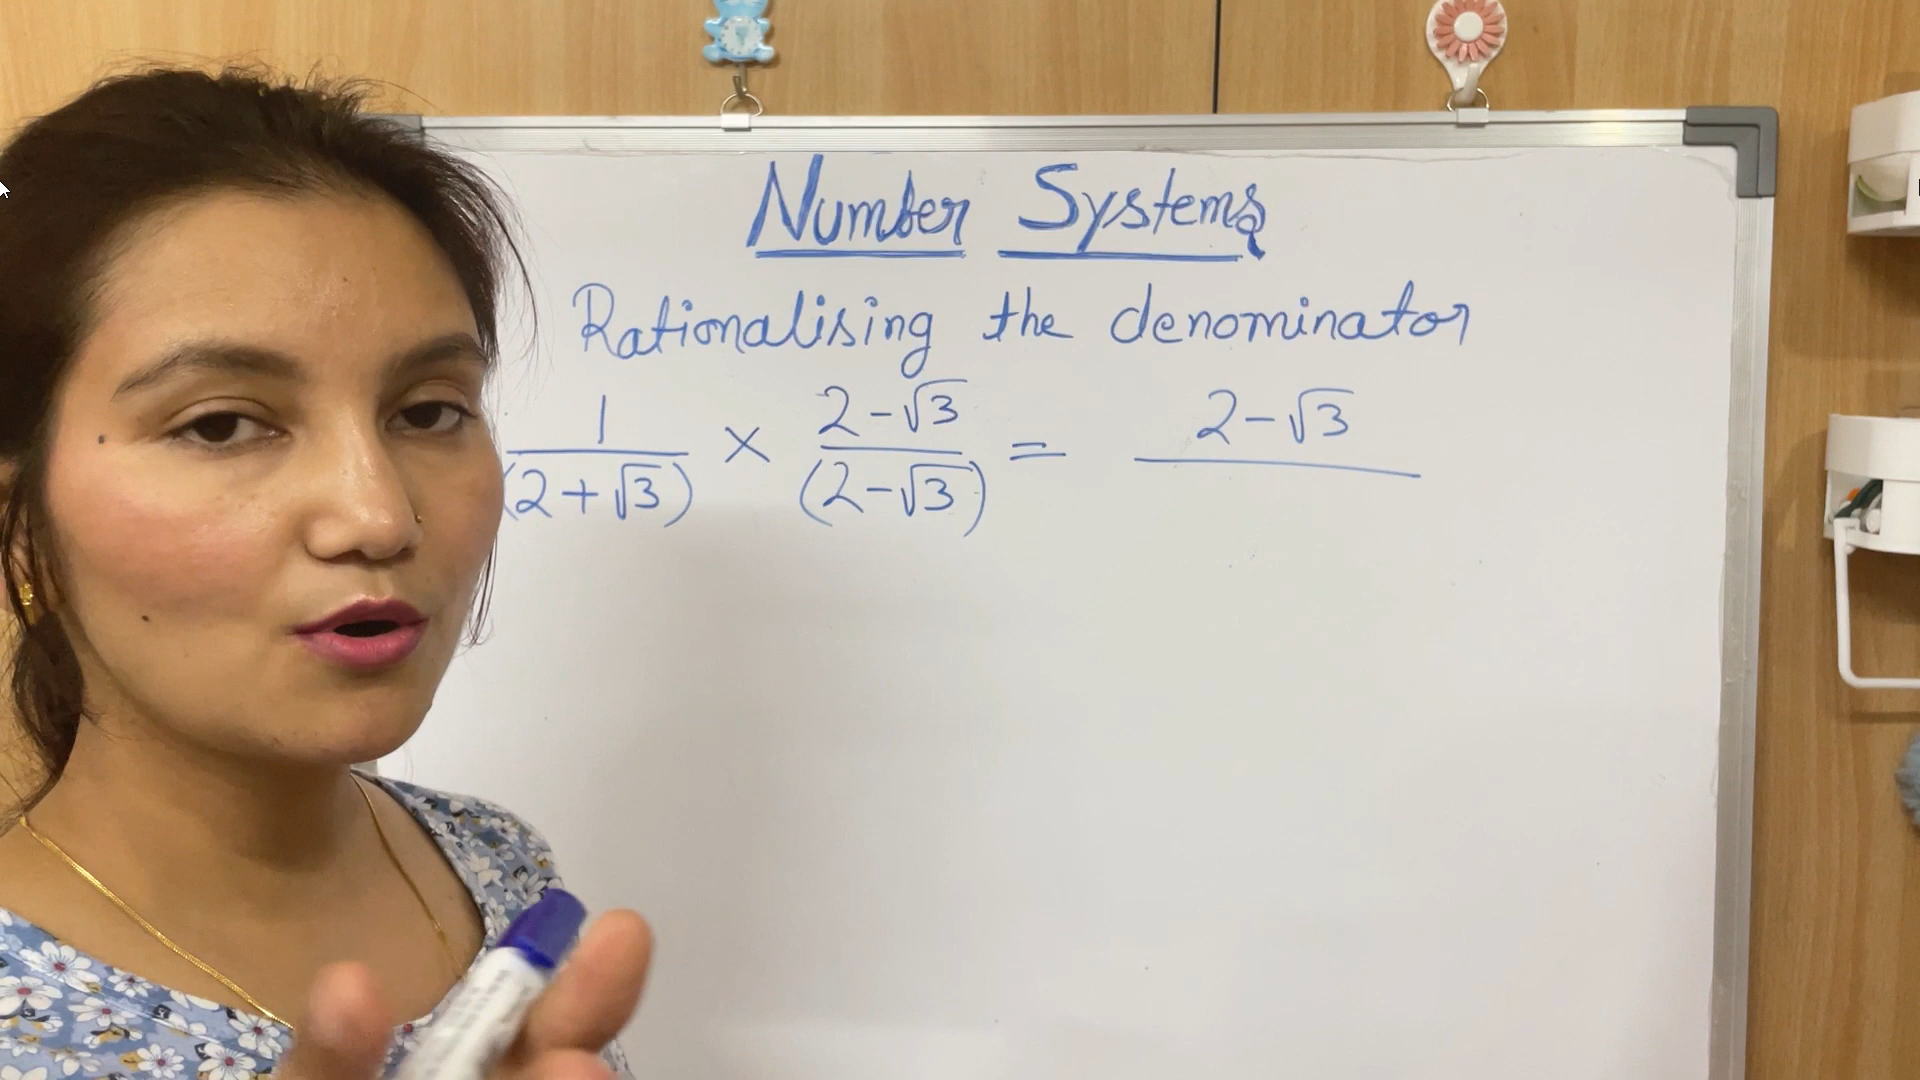 Number Systems
Rationalising the denominator
1/(2+√3) × 2-√3/(2-√3) = 2-√3/